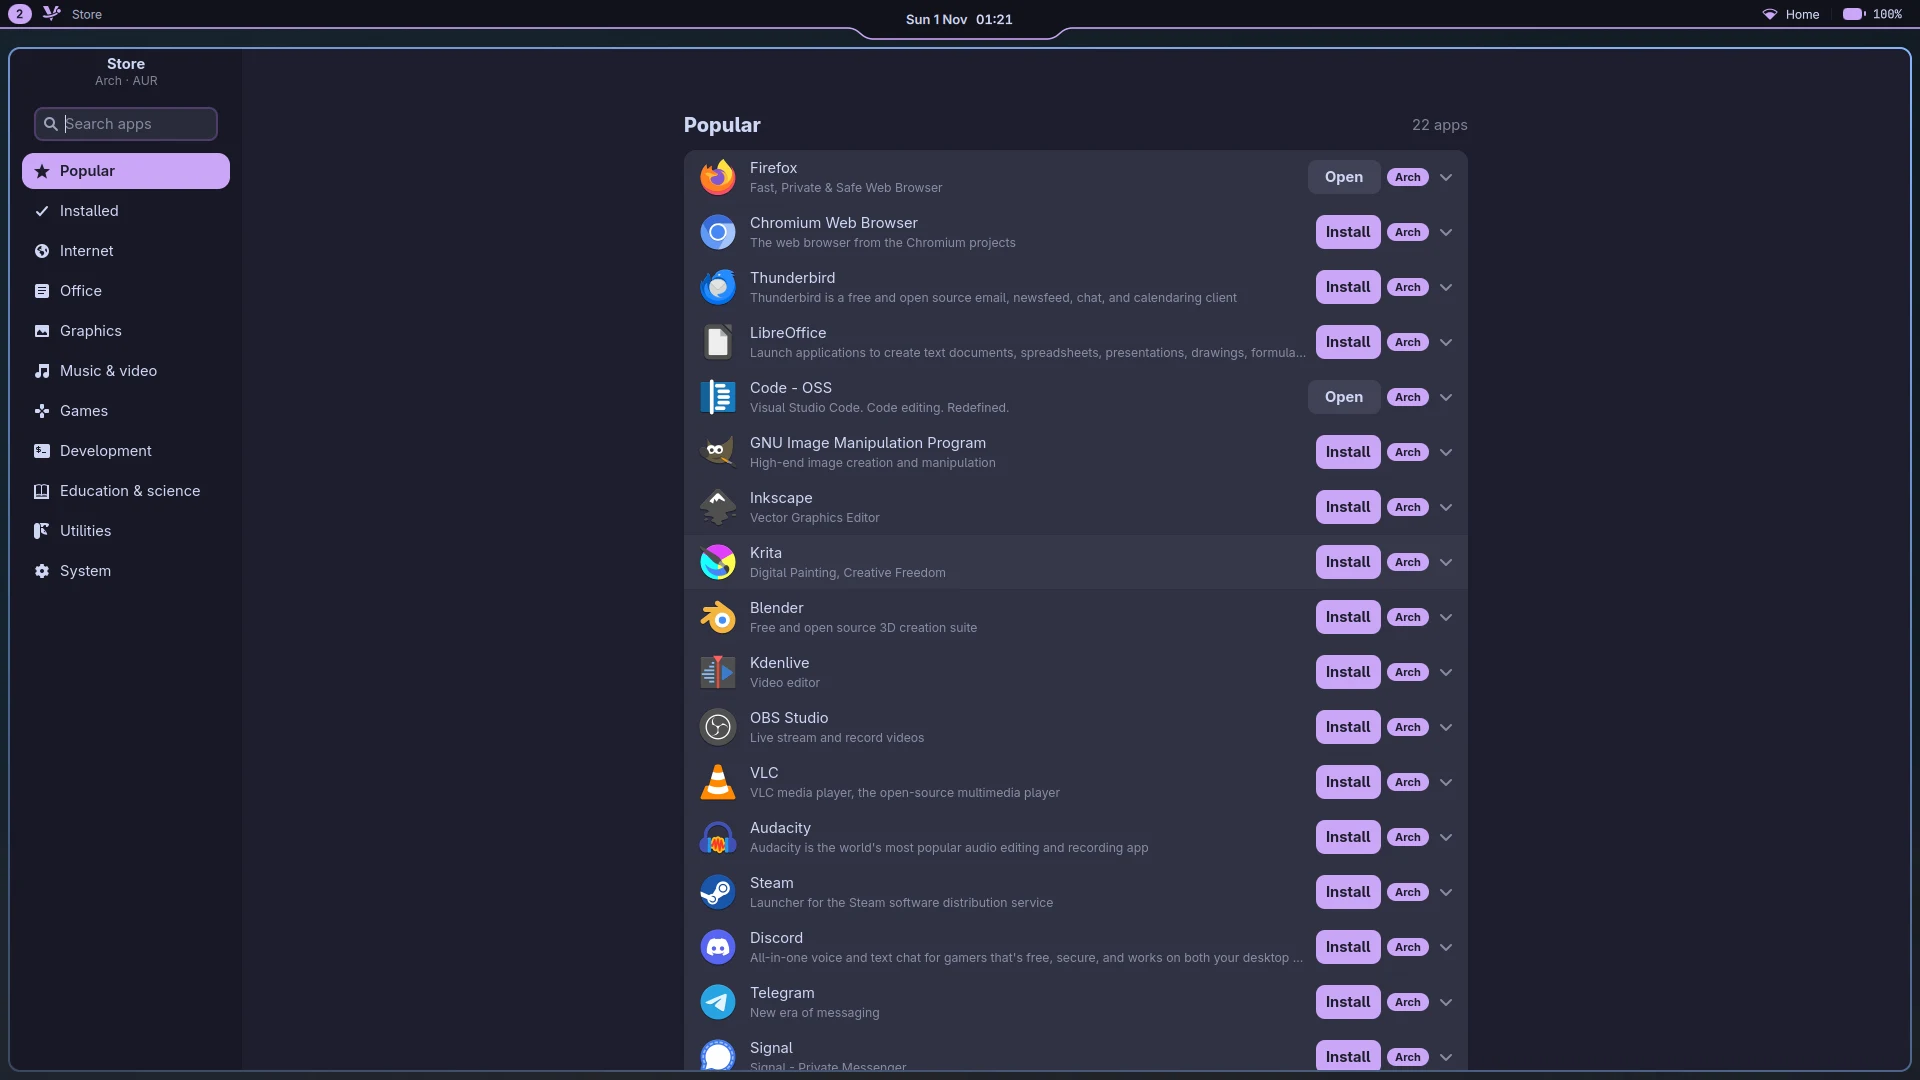 2 Store
Sun 1 Nov 01:21
Home 100%
Store
Arch · AUR
Search apps
Popular
Installed
Internet
Office
Graphics
Music & video
Games
Development
Education & science
Utilities
System
Popular 22 apps
Firefox
Fast, Private & Safe Web Browser
Open Arch
Chromium Web Browser
The web browser from the Chromium projects
Install Arch
Thunderbird
Thunderbird is a free and open source email, newsfeed, chat, and calendaring client
Install Arch
LibreOffice
Launch applications to create text documents, spreadsheets, presentations, drawings, formula...
Install Arch
Code - OSS
Visual Studio Code. Code editing. Redefined.
Open Arch
GNU Image Manipulation Program
High-end image creation and manipulation
Install Arch
Inkscape
Vector Graphics Editor
Install Arch
Krita
Digital Painting, Creative Freedom
Install Arch
Blender
Free and open source 3D creation suite
Install Arch
Kdenlive
Video editor
Install Arch
OBS Studio
Live stream and record videos
Install Arch
VLC
VLC media player, the open-source multimedia player
Install Arch
Audacity
Audacity is the world's most popular audio editing and recording app
Install Arch
Steam
Launcher for the Steam software distribution service
Install Arch
Discord
All-in-one voice and text chat for gamers that's free, secure, and works on both your desktop ...
Install Arch
Telegram
New era of messaging
Install Arch
Signal
Signal - Private Messenger
Install Arch